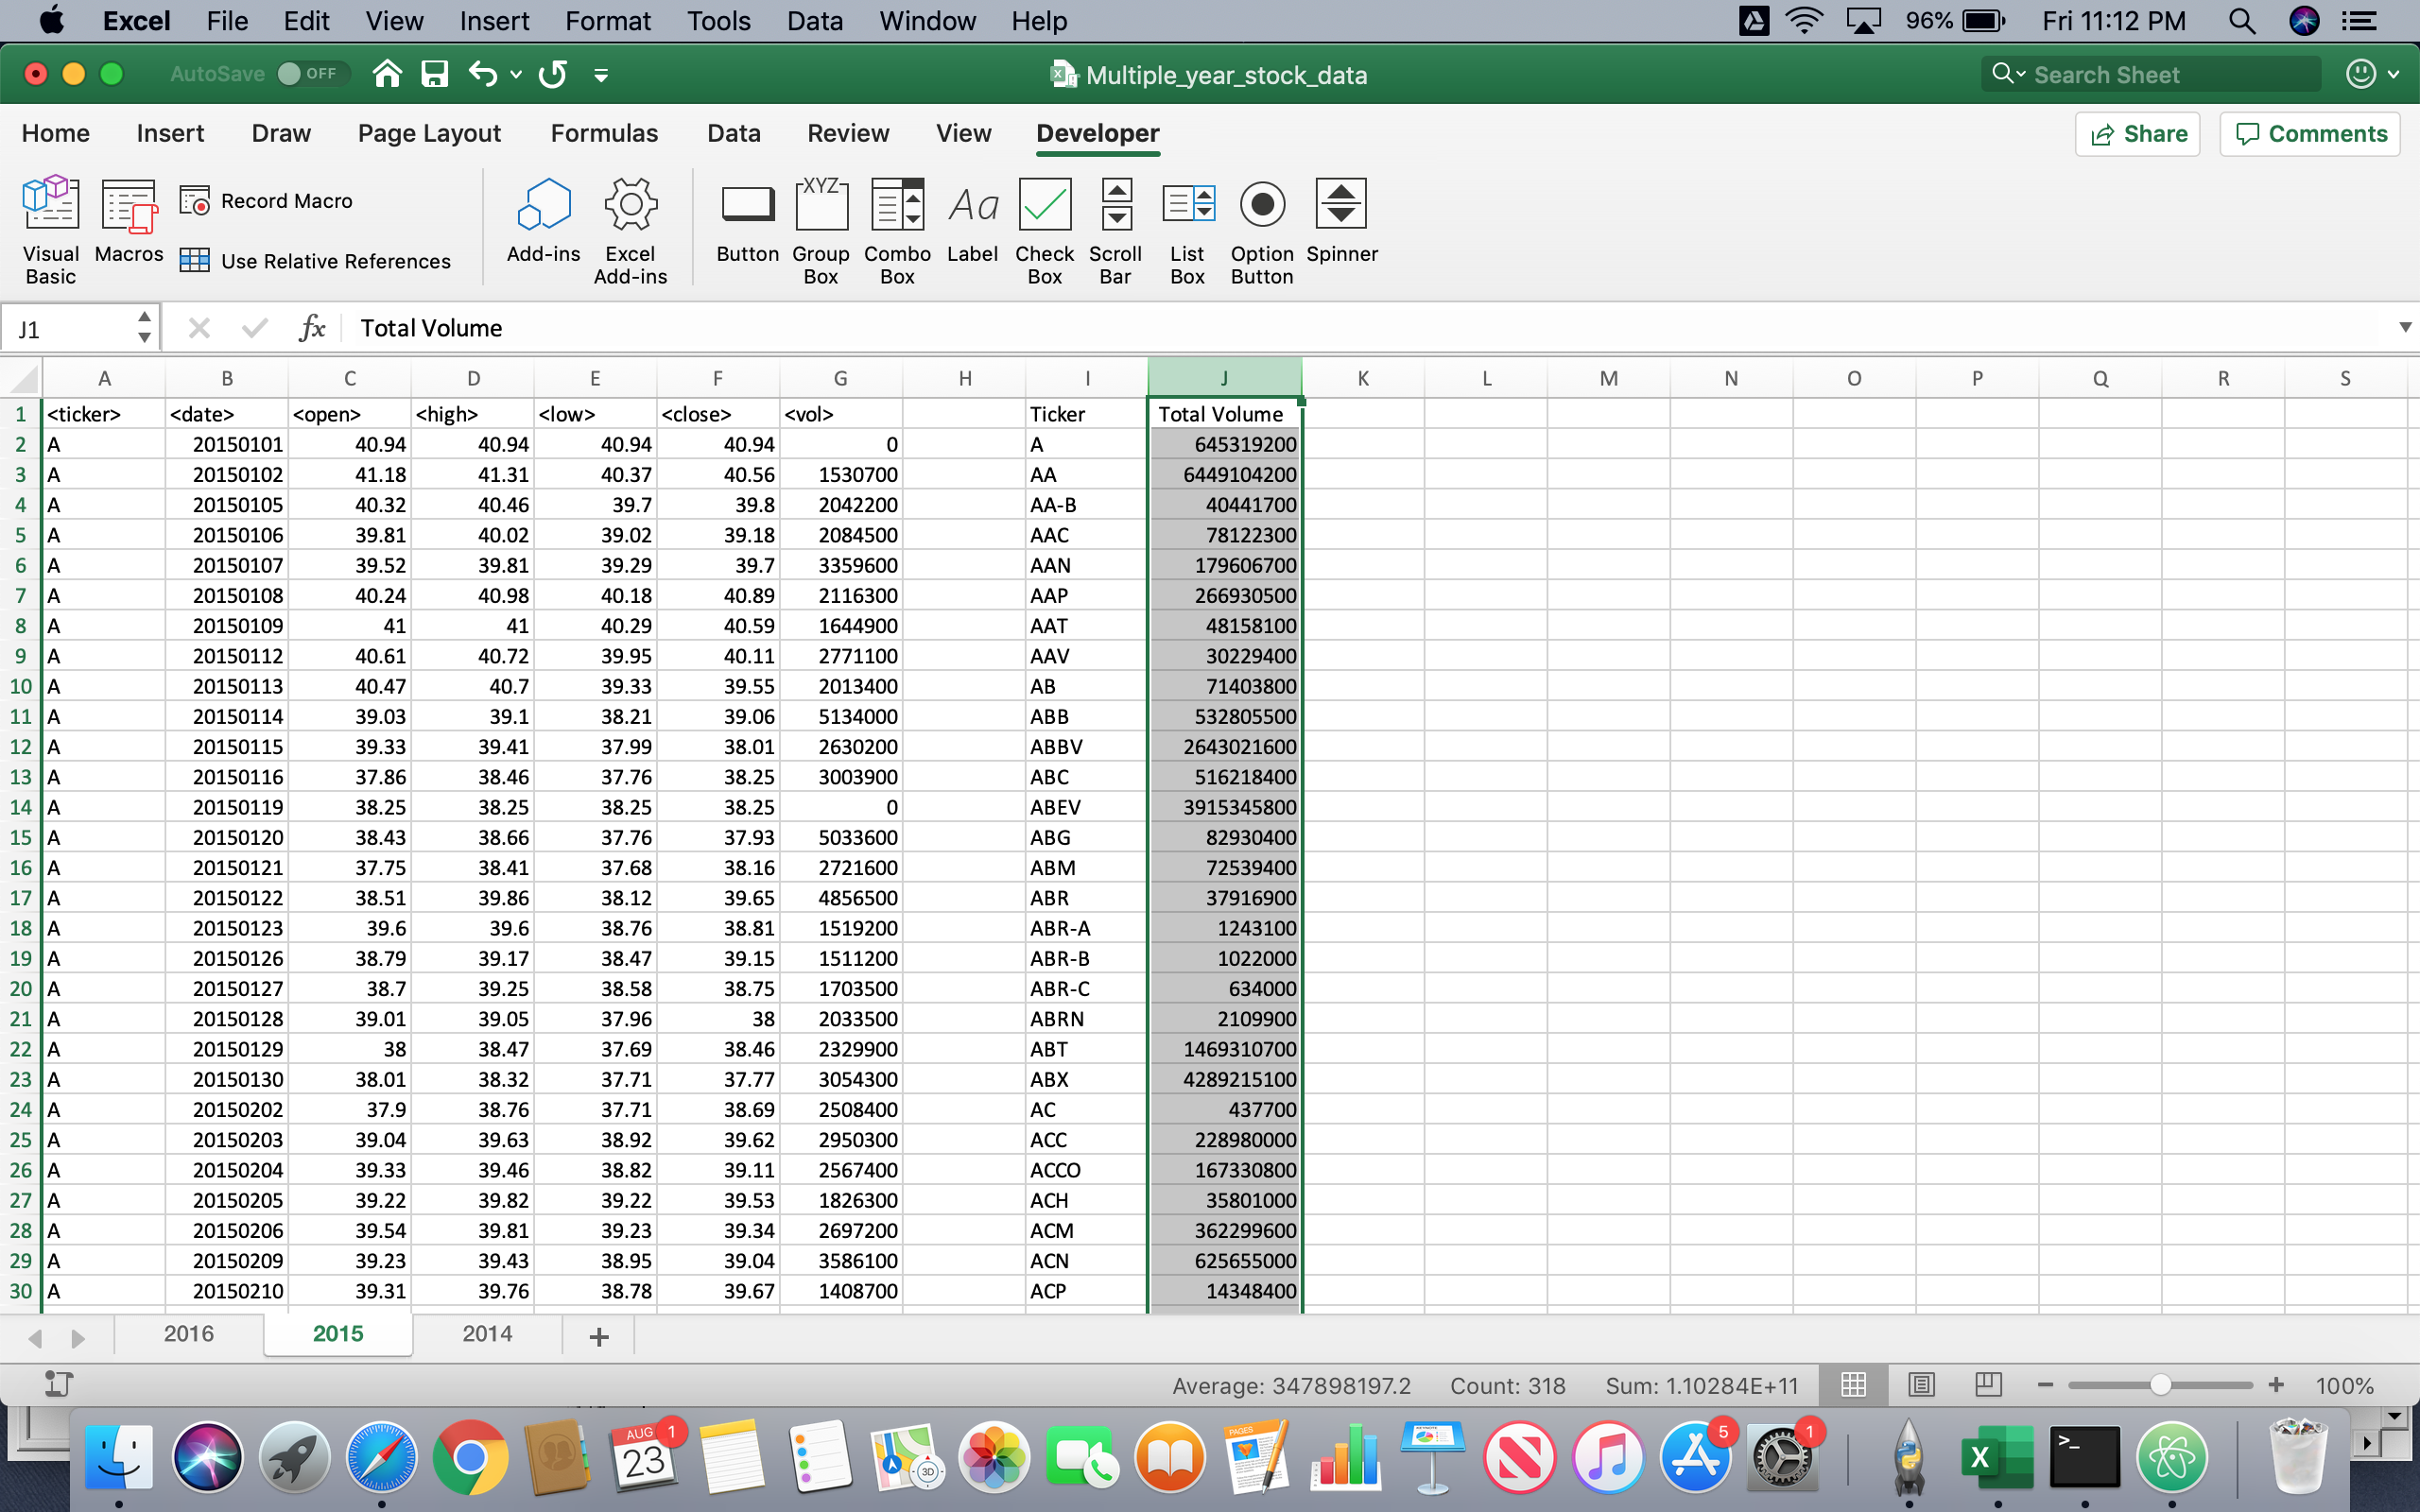 Excel File Edit View Insert Format Tools Data Window Help 96% Fri 11:12 PM
AutoSave OFF Multiple_year_stock_data Search Sheet
Home Insert Draw Page Layout Formulas Data Review View Developer Share Comments
Visual Basic Macros Record Macro Use Relative References Add-ins Excel Add-ins Button XYZ Group Box Combo Box Aa Label Check Box Scroll Bar List Box Option Button Spinner
J1 fx Total Volume
A B C D E F G H I J K L M N O P Q R S
1 <ticker> <date> <open> <high> <low> <close> <vol> Ticker Total Volume
2 A 20150101 40.94 40.94 40.94 40.94 0 A 645319200
3 A 20150102 41.18 41.31 40.37 40.56 1530700 AA 6449104200
4 A 20150105 40.32 40.46 39.7 39.8 2042200 AA-B 40441700
5 A 20150106 39.81 40.02 39.02 39.18 2084500 AAC 78122300
6 A 20150107 39.52 39.81 39.29 39.7 3359600 AAN 179606700
7 A 20150108 40.24 40.98 40.18 40.89 2116300 AAP 266930500
8 A 20150109 41 41 40.29 40.59 1644900 AAT 48158100
9 A 20150112 40.61 40.72 39.95 40.11 2771100 AAV 30229400
10 A 20150113 40.47 40.7 39.33 39.55 2013400 AB 71403800
11 A 20150114 39.03 39.1 38.21 39.06 5134000 ABB 532805500
12 A 20150115 39.33 39.41 37.99 38.01 2630200 ABBV 2643021600
13 A 20150116 37.86 38.46 37.76 38.25 3003900 ABC 516218400
14 A 20150119 38.25 38.25 38.25 38.25 0 ABEV 3915345800
15 A 20150120 38.43 38.66 37.76 37.93 5033600 ABG 82930400
16 A 20150121 37.75 38.41 37.68 38.16 2721600 ABM 72539400
17 A 20150122 38.51 39.86 38.12 39.65 4856500 ABR 37916900
18 A 20150123 39.6 39.6 38.76 38.81 1519200 ABR-A 1243100
19 A 20150126 38.79 39.17 38.47 39.15 1511200 ABR-B 1022000
20 A 20150127 38.7 39.25 38.58 38.75 1703500 ABR-C 634000
21 A 20150128 39.01 39.05 37.96 38 2033500 ABRN 2109900
22 A 20150129 38 38.47 37.69 38.46 2329900 ABT 1469310700
23 A 20150130 38.01 38.32 37.71 37.77 3054300 ABX 4289215100
24 A 20150202 37.9 38.76 37.71 38.69 2508400 AC 437700
25 A 20150203 39.04 39.63 38.92 39.62 2950300 ACC 228980000
26 A 20150204 39.33 39.46 38.82 39.11 2567400 ACCO 167330800
27 A 20150205 39.22 39.82 39.22 39.53 1826300 ACH 35801000
28 A 20150206 39.54 39.81 39.23 39.34 2697200 ACM 362299600
29 A 20150209 39.23 39.43 38.95 39.04 3586100 ACN 625655000
30 A 20150210 39.31 39.76 38.78 39.67 1408700 ACP 14348400
2016 2015 2014
Average: 347898197.2 Count: 318 Sum: 1.10284E+11 100%
AUG 23 1 3D PAGES 5 1 X >_